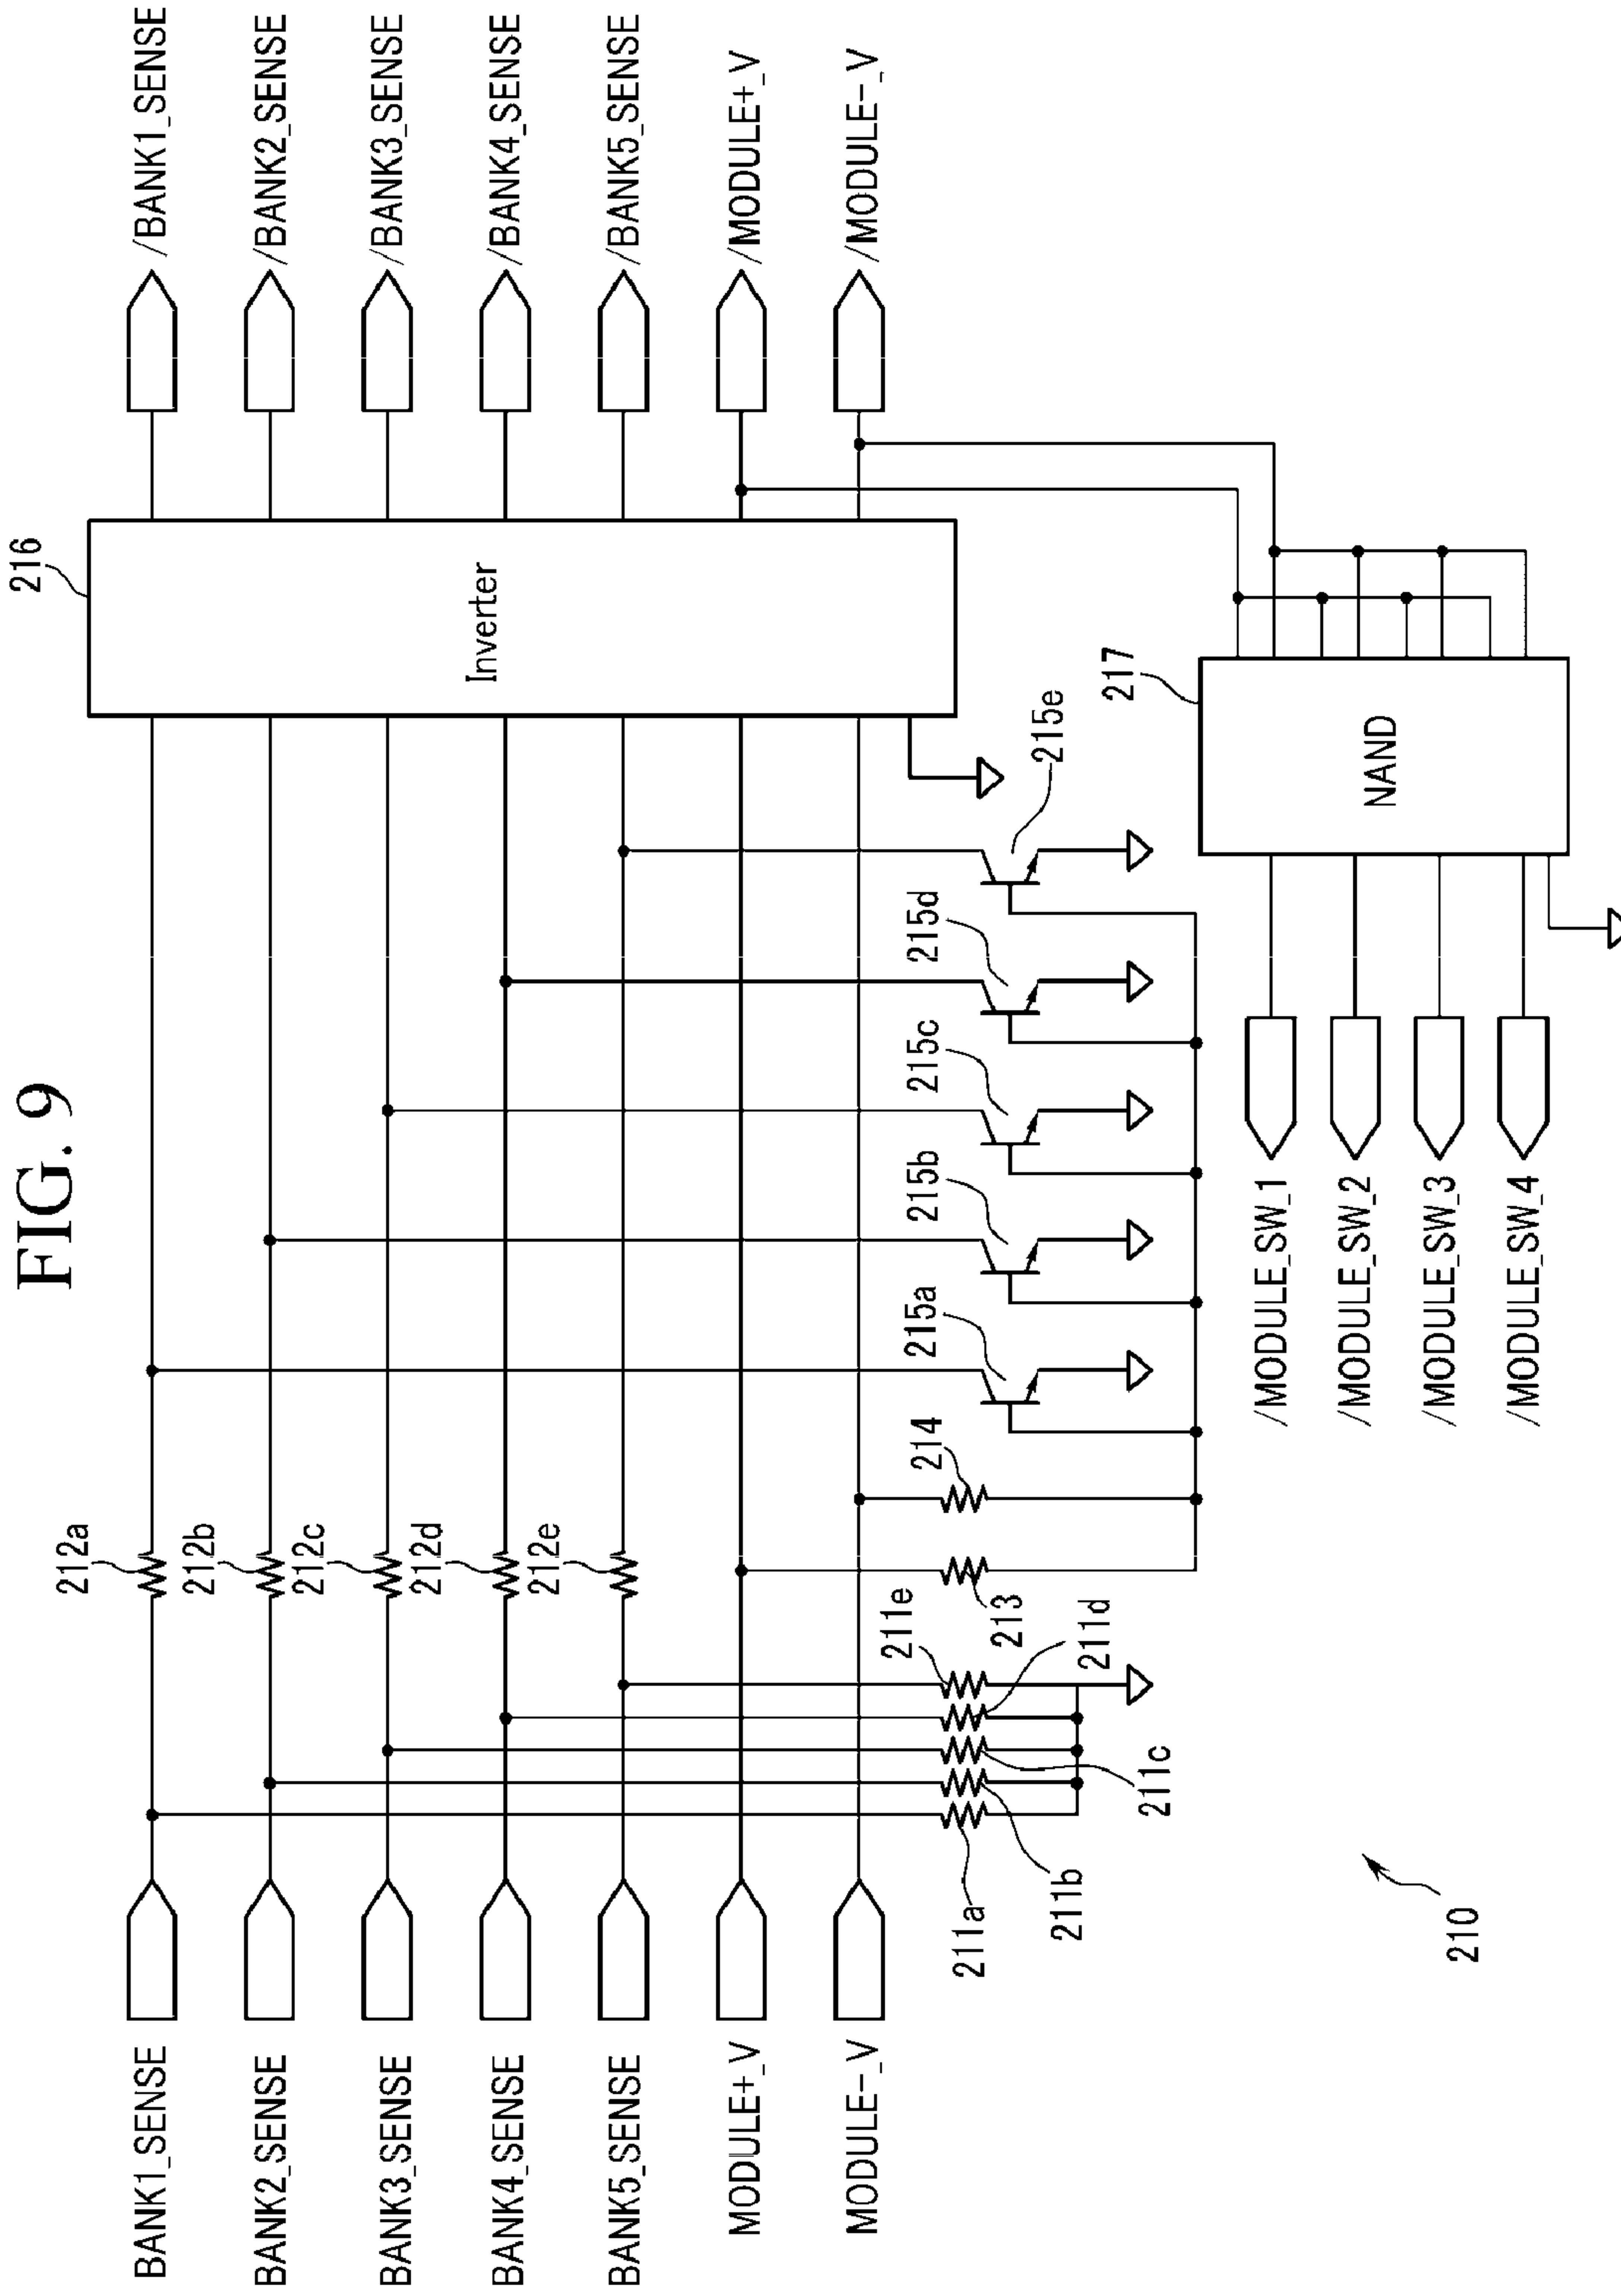 FIG. 9
BANK1_SENSE
BANK2_SENSE
BANK3_SENSE
BANK4_SENSE
BANK5_SENSE
MODULE+_V
MODULE-_V
211a
211b
211c
211d
211e
212a
212b
212c
212d
212e
213
214
215a
215b
215c
215d
215e
216
Inverter
/BANK1_SENSE
/BANK2_SENSE
/BANK3_SENSE
/BANK4_SENSE
/BANK5_SENSE
/MODULE+_V
/MODULE-_V
217
NAND
/MODULE_SW_1
/MODULE_SW_2
/MODULE_SW_3
/MODULE_SW_4
210